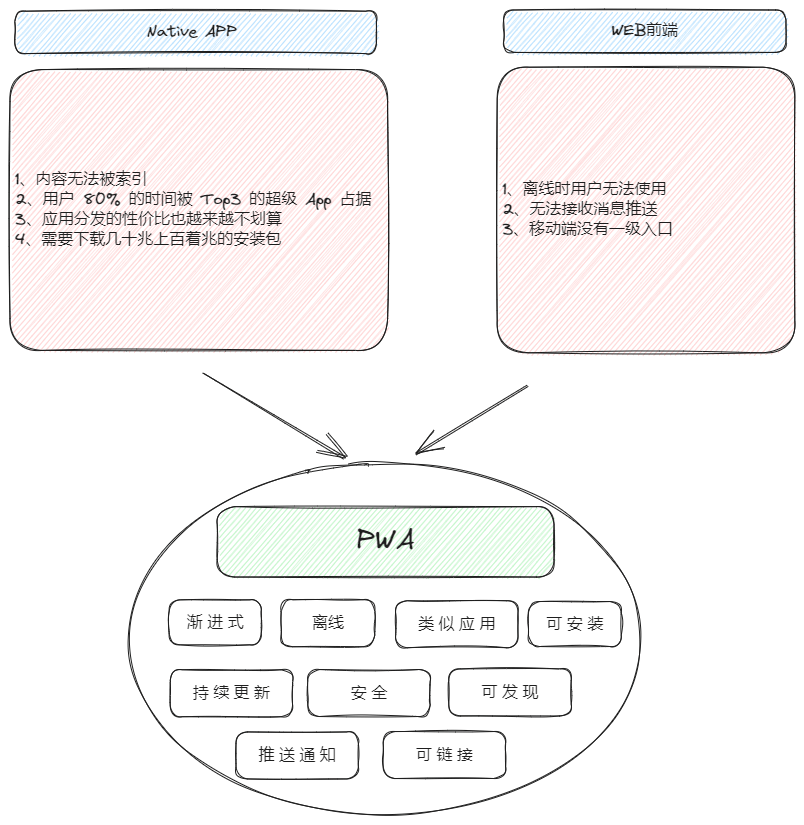 Native APP
WEB前端
1、内容无法被索引
2、用户 80% 的时间被 Top3 的超级 App 占据
3、应用分发的性价比也越来越不划算
4、需要下载几十兆上百着兆的安装包
1、离线时用户无法使用
2、无法接收消息推送
3、移动端没有一级入口
PWA
渐进式
离线
类似应用
可安装
持续更新
安全
可发现
推送通知
可链接